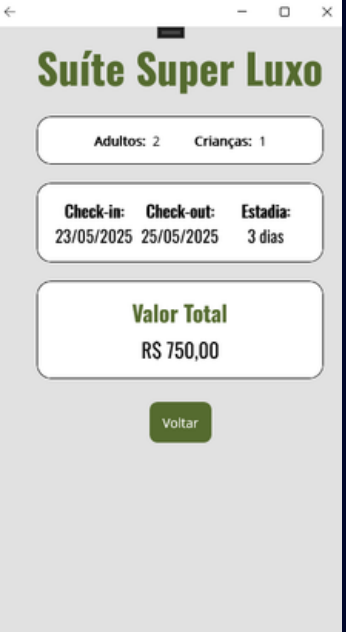 Suíte Super Luxo
Adultos: 2 Crianças: 1
Check-in: Check-out: Estadia:
23/05/2025 25/05/2025 3 dias
Valor Total
R$ 750,00
Voltar